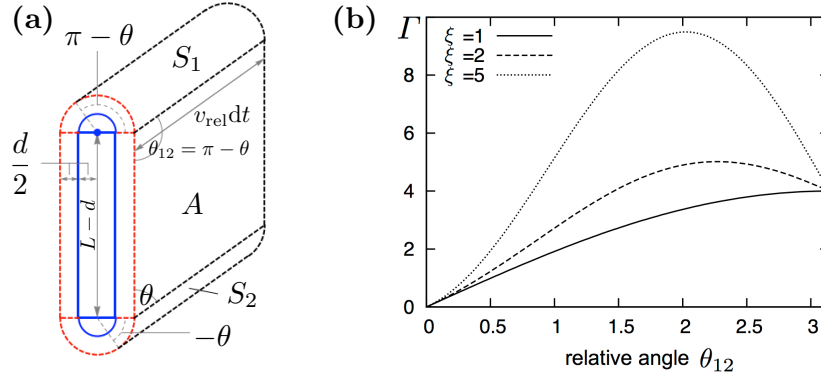 (a)
π − θ
S₁
v_rel dt
θ₁₂ = π − θ
d/2
L − d
A
θ
S₂
−θ
(b)
Γ
ξ =1
ξ =2
ξ =5
8
6
4
2
0
0 0.5 1 1.5 2 2.5 3
relative angle θ₁₂